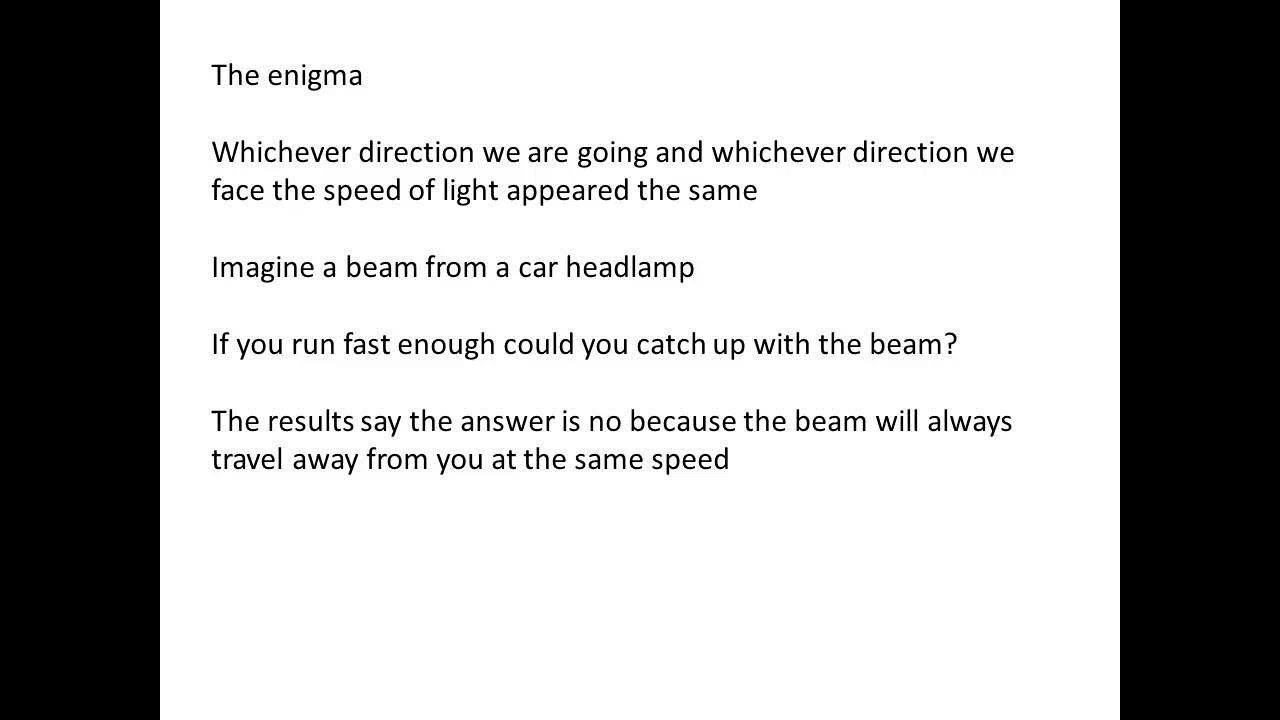 The enigma
Whichever direction we are going and whichever direction we
face the speed of light appeared the same
Imagine a beam from a car headlamp
If you run fast enough could you catch up with the beam?
The results say the answer is no because the beam will always
travel away from you at the same speed